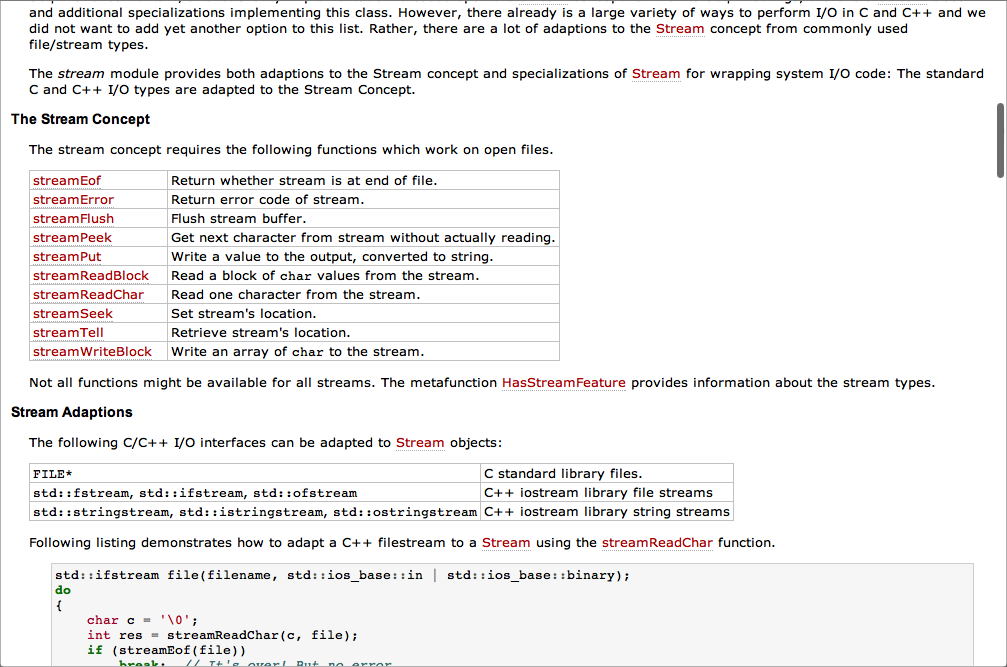 and additional specializations implementing this class. However, there already is a large variety of ways to perform I/O in C and C++ and we
did not want to add yet another option to this list. Rather, there are a lot of adaptions to the Stream concept from commonly used
file/stream types.
The stream module provides both adaptions to the Stream concept and specializations of Stream for wrapping system I/O code: The standard
C and C++ I/O types are adapted to the Stream Concept.
The Stream Concept
The stream concept requires the following functions which work on open files.
streamEof Return whether stream is at end of file.
streamError Return error code of stream.
streamFlush Flush stream buffer.
streamPeek Get next character from stream without actually reading.
streamPut Write a value to the output, converted to string.
streamReadBlock Read a block of char values from the stream.
streamReadChar Read one character from the stream.
streamSeek Set stream's location.
streamTell Retrieve stream's location.
streamWriteBlock Write an array of char to the stream.
Not all functions might be available for all streams. The metafunction HasStreamFeature provides information about the stream types.
Stream Adaptions
The following C/C++ I/O interfaces can be adapted to Stream objects:
FILE* C standard library files.
std::fstream, std::ifstream, std::ofstream C++ iostream library file streams
std::stringstream, std::istringstream, std::ostringstream C++ iostream library string streams
Following listing demonstrates how to adapt a C++ filestream to a Stream using the streamReadChar function.
std::ifstream file(filename, std::ios_base::in | std::ios_base::binary);
do
{
char c = '\0';
int res = streamReadChar(c, file);
if (streamEof(file))
break; // It's over! But no error